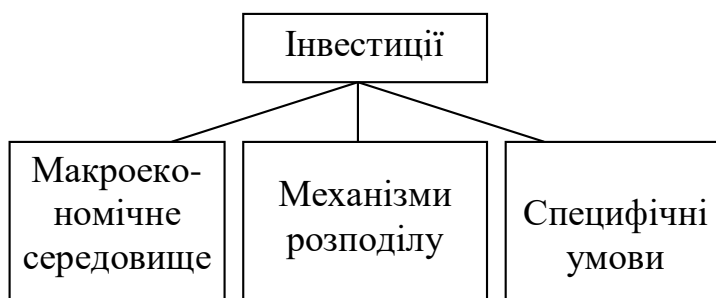 Інвестиції
Макроеко-
номічне
середовище
Механізми
розподілу
Специфічні
умови